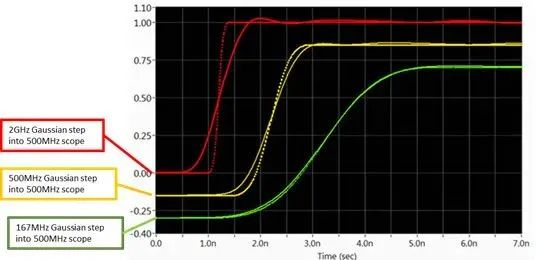 1.10
1.00
0.75
0.50
0.25
0.00
-0.25
-0.40
0.0 1.0n 2.0n 3.0n 4.0n 5.0n 6.0n 7.0n
Time (sec)
2GHz Gaussian step
into 500MHz scope
500MHz Gaussian step
into 500MHz scope
167MHz Gaussian step
into 500MHz scope